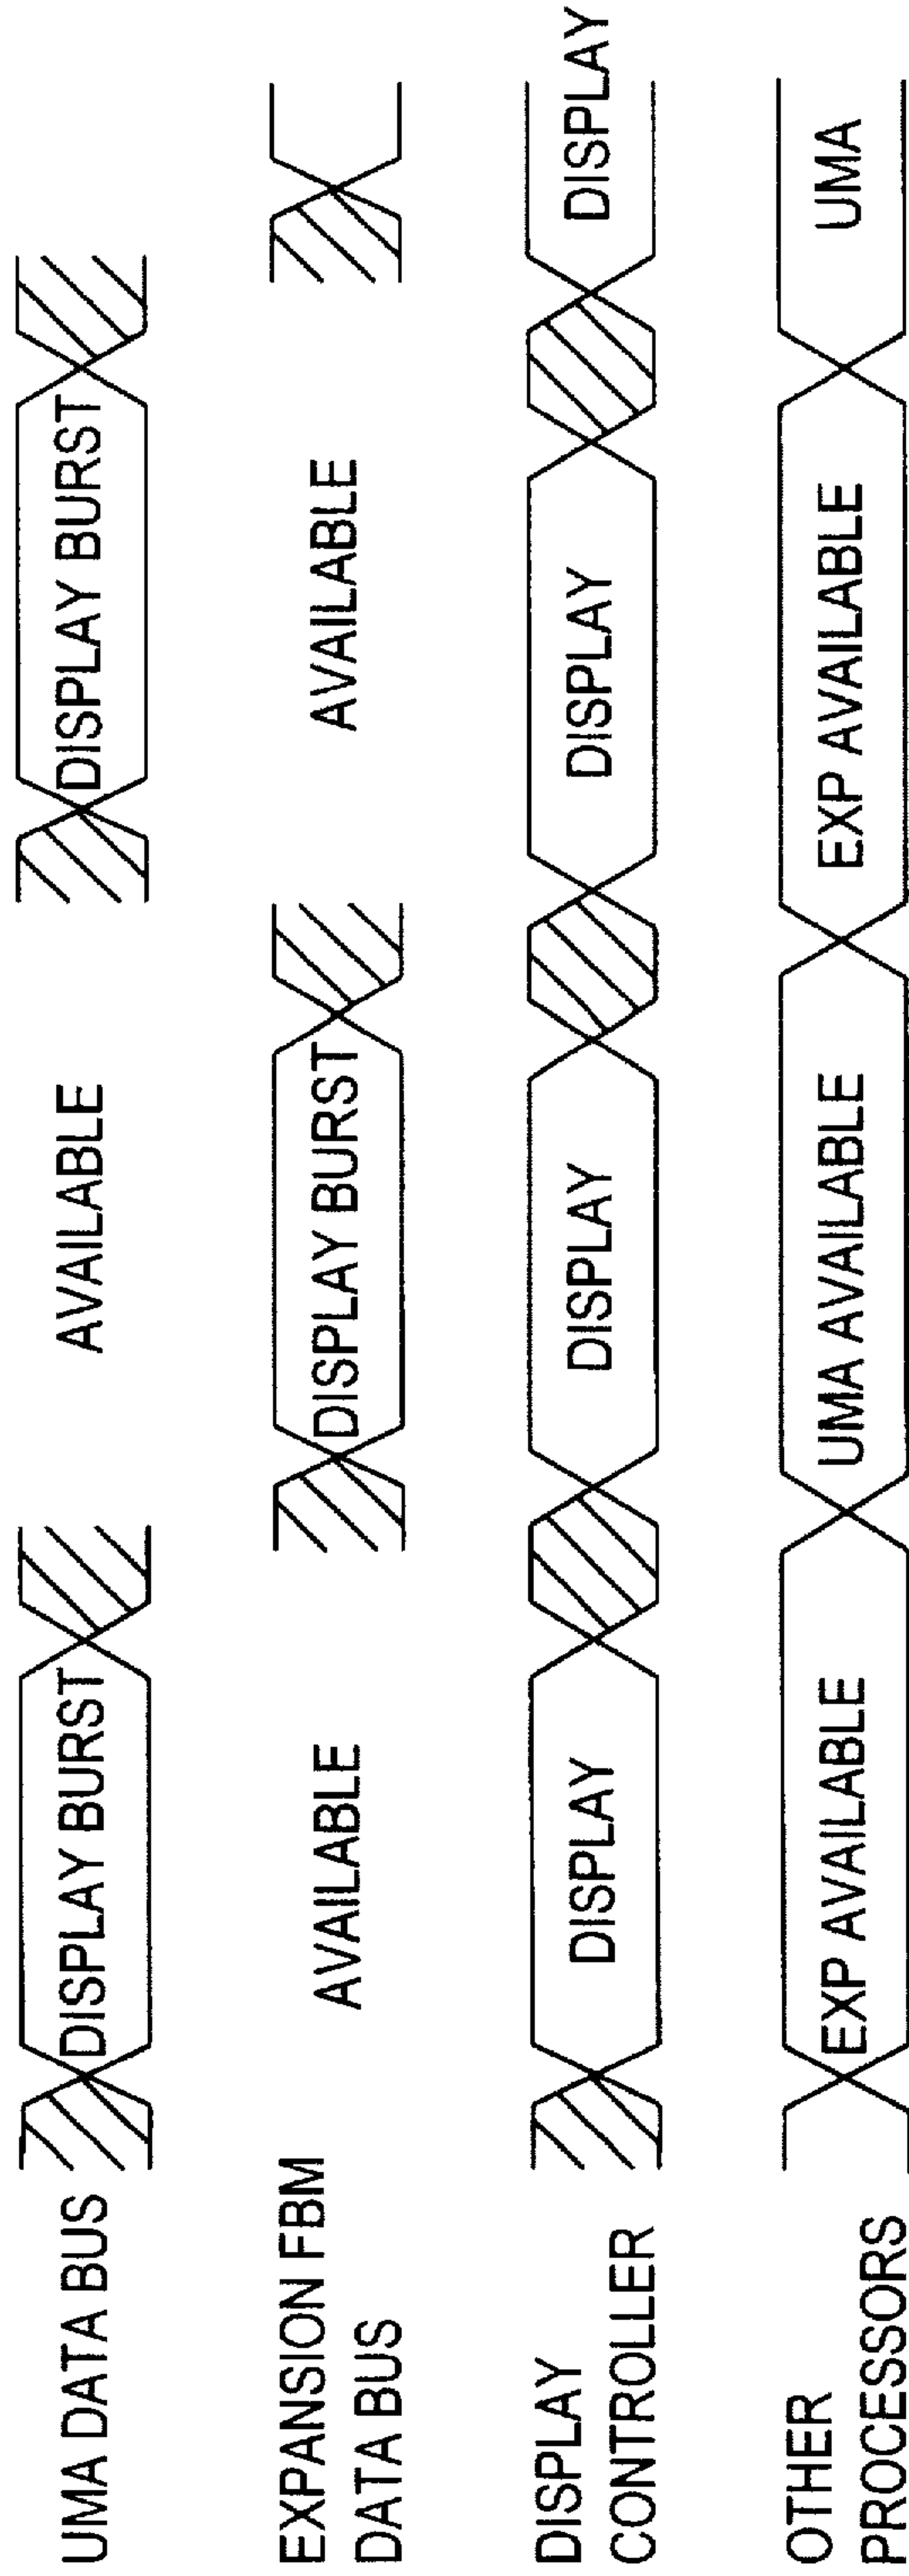 UMA DATA BUS
DISPLAY BURST
AVAILABLE
DISPLAY BURST
EXPANSION FBM
DATA BUS
AVAILABLE
DISPLAY BURST
AVAILABLE
DISPLAY
CONTROLLER
DISPLAY
DISPLAY
DISPLAY
DISPLAY
OTHER
PROCESSORS
EXP AVAILABLE
UMA AVAILABLE
EXP AVAILABLE
UMA